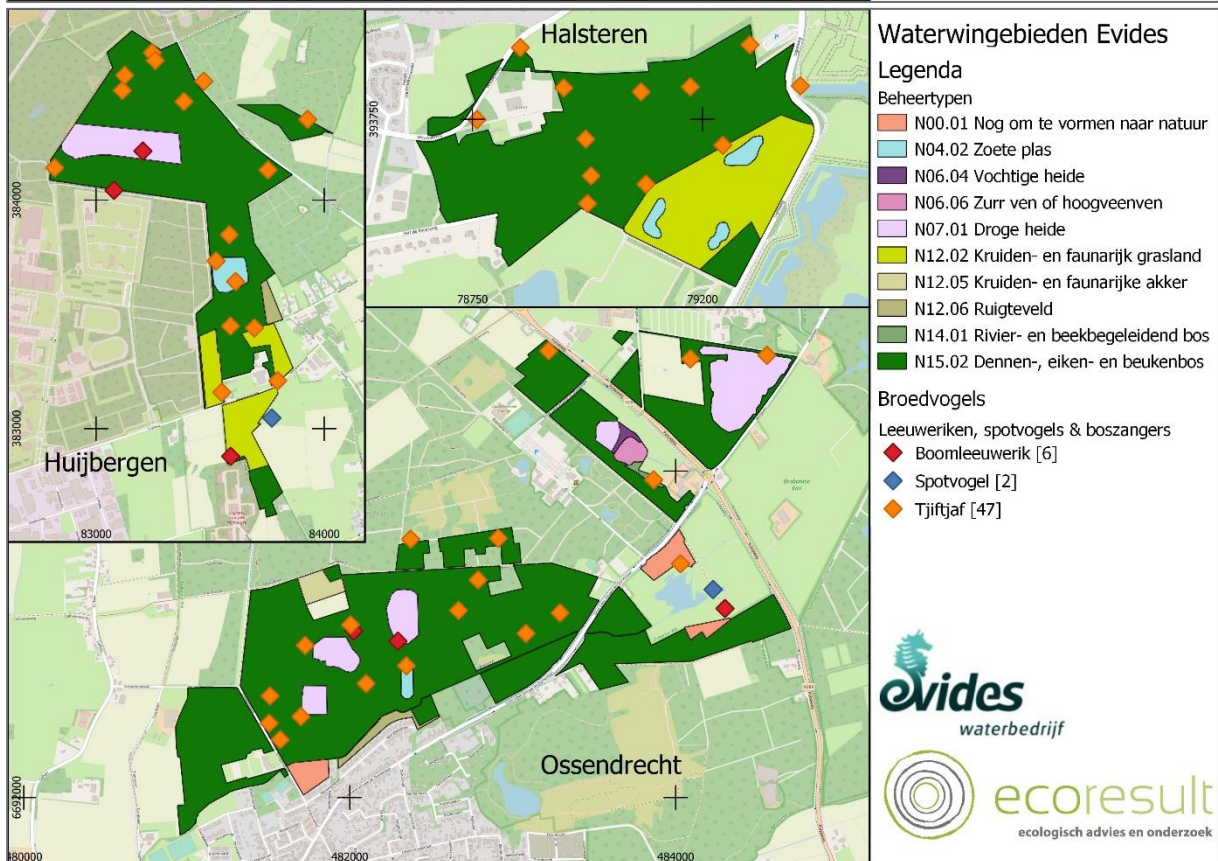 Halsteren
393750
78750
79200
384000
383000
Huijbergen
83000
84000
Ossendrecht
6692000
480000
482000
484000
Waterwingebieden Evides
Legenda
Beheertypen
N00.01 Nog om te vormen naar natuur
N04.02 Zoete plas
N06.04 Vochtige heide
N06.06 Zurr ven of hoogveenven
N07.01 Droge heide
N12.02 Kruiden- en faunarijk grasland
N12.05 Kruiden- en faunarijke akker
N12.06 Ruigteveld
N14.01 Rivier- en beekbegeleidend bos
N15.02 Dennen-, eiken- en beukenbos
Broedvogels
Leeuweriken, spotvogels & boszangers
Boomleeuwerik [6]
Spotvogel [2]
Tjiftjaf [47]
evides
waterbedrijf
ecoresult
ecologisch advies en onderzoek